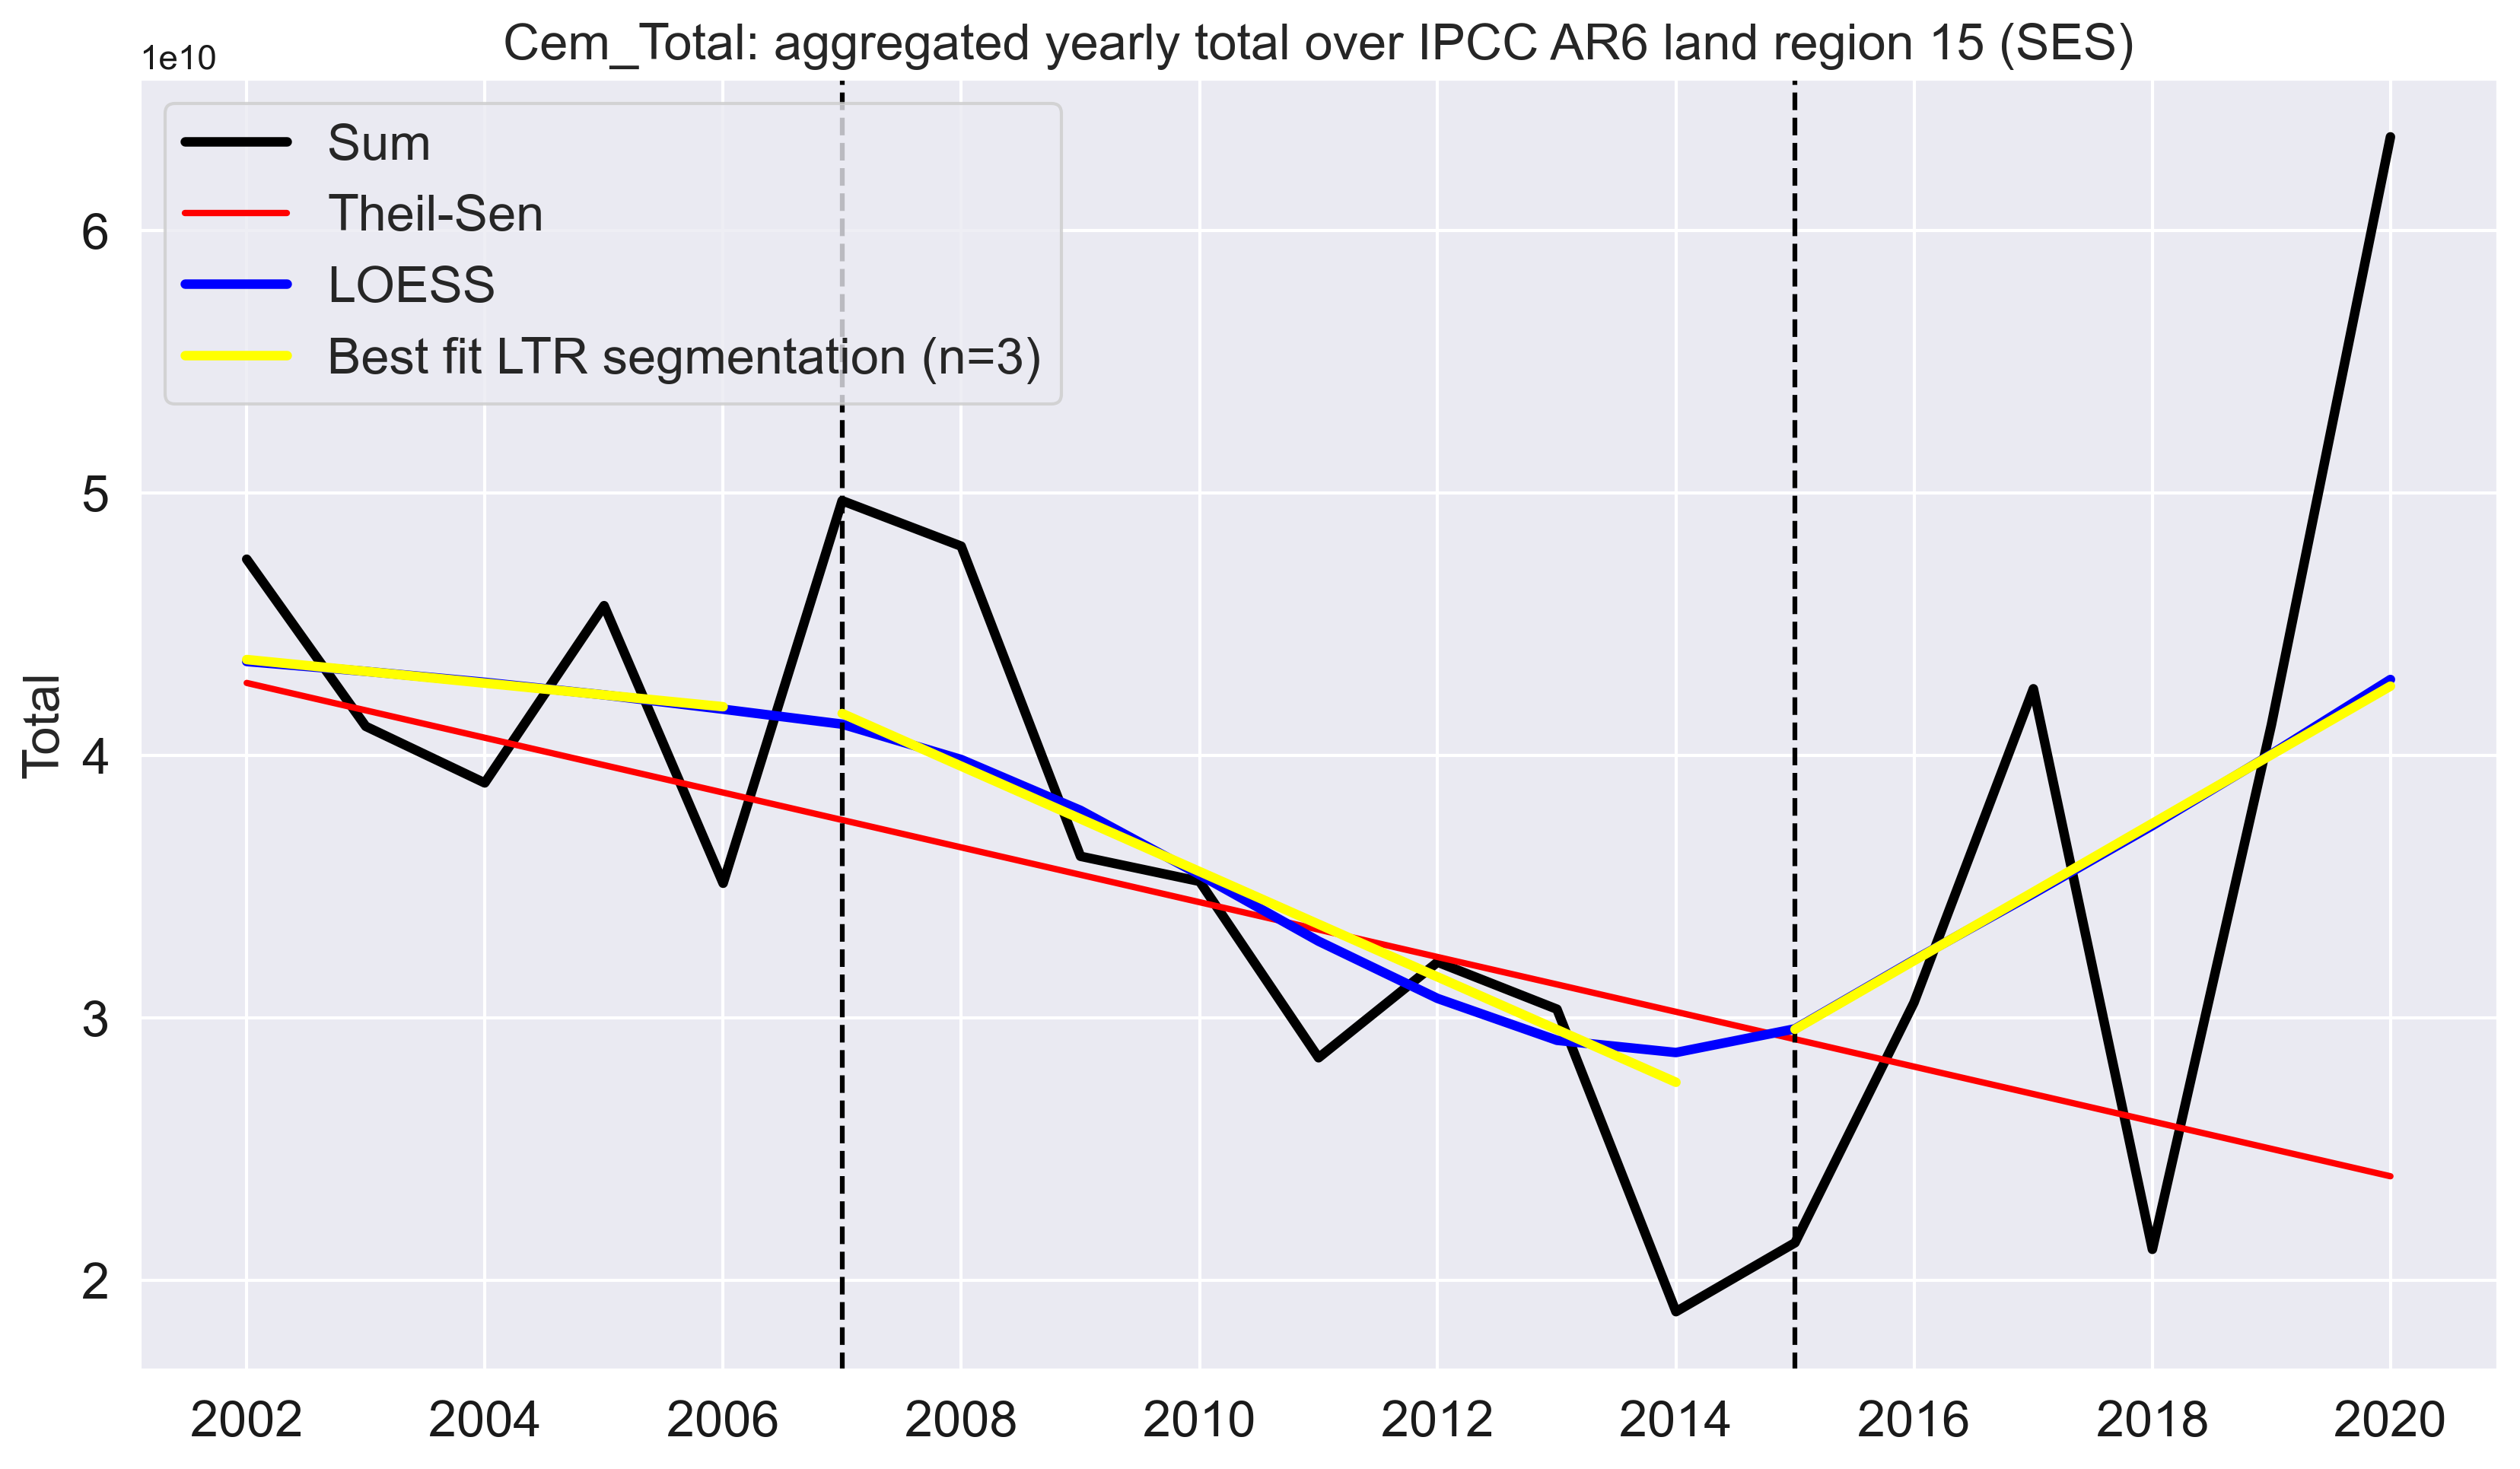 Cem_Total: aggregated yearly total over IPCC AR6 land region 15 (SES)
1e10
Sum
Theil-Sen
LOESS
Best fit LTR segmentation (n=3)
Total
6
5
4
3
2
2002 2004 2006 2008 2010 2012 2014 2016 2018 2020